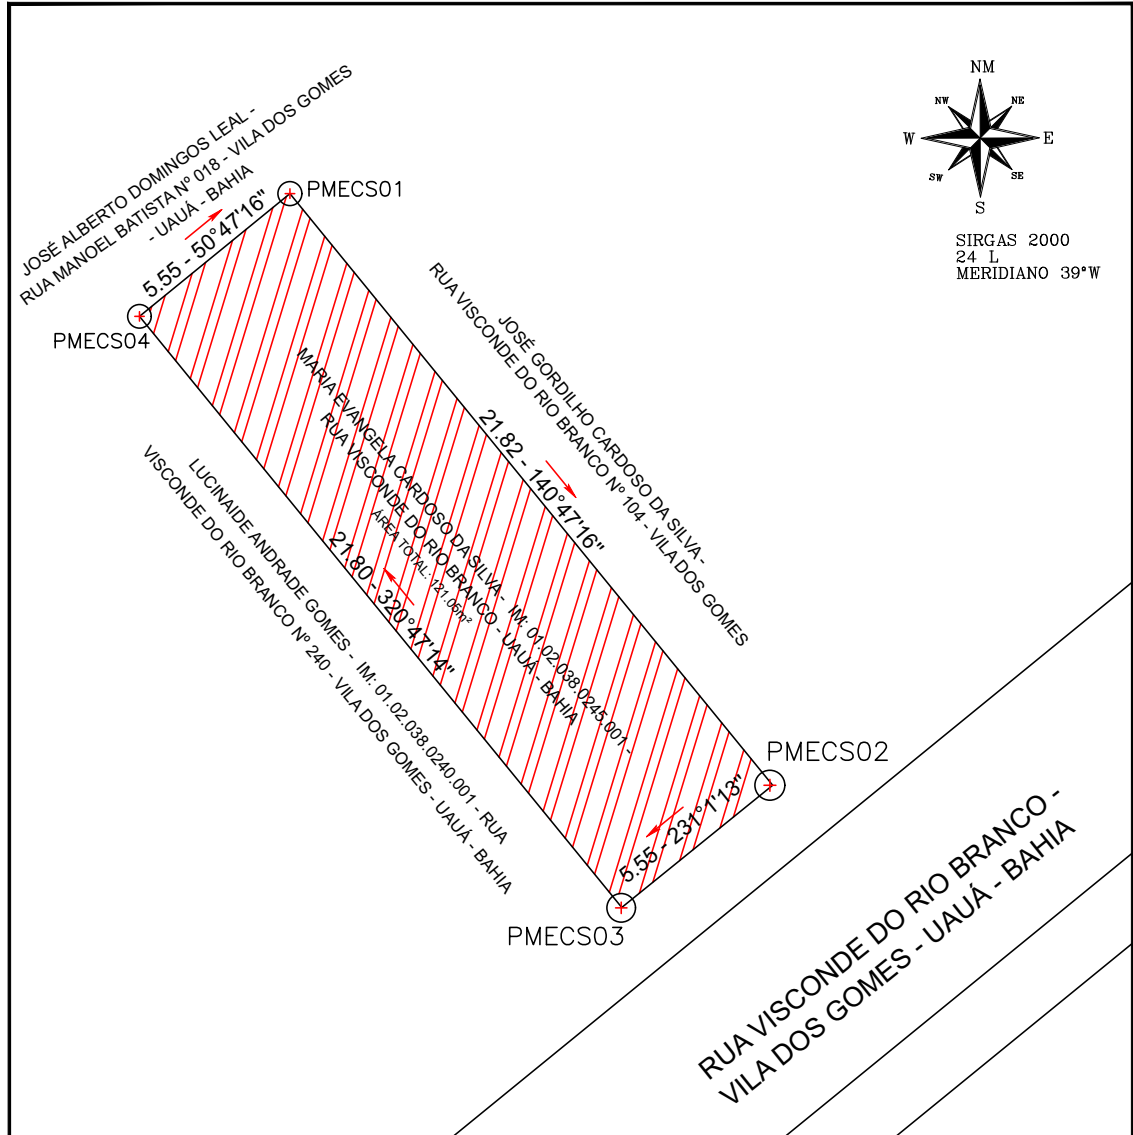 NM
NW
NE
W
E
SW
SE
S
SIRGAS 2000
24 L
MERIDIANO 39°W
JOSÉ ALBERTO DOMINGOS LEAL -
RUA MANOEL BATISTA Nº 018 - VILA DOS GOMES
- UAUÁ - BAHIA
5.55 - 50°47'16"
PMECS01
PMECS04
JOSÉ GORDILHO CARDOSO DA SILVA -
RUA VISCONDE DO RIO BRANCO Nº 104 - VILA DOS GOMES
21.82 - 140°47'16"
MARIA EVANGELA CARDOSO DA SILVA - IM: 01.02.038.0245.001 -
RUA VISCONDE DO RIO BRANCO - UAUÁ - BAHIA
ÁREA TOTAL: 121.05m²
21.80 - 320°47'14"
LUCINAIDE ANDRADE GOMES - IM: 01.02.038.0240.001 - RUA
VISCONDE DO RIO BRANCO Nº 240 - VILA DOS GOMES - UAUÁ - BAHIA
PMECS02
5.55 - 231°1'13"
PMECS03
RUA VISCONDE DO RIO BRANCO -
VILA DOS GOMES - UAUÁ - BAHIA